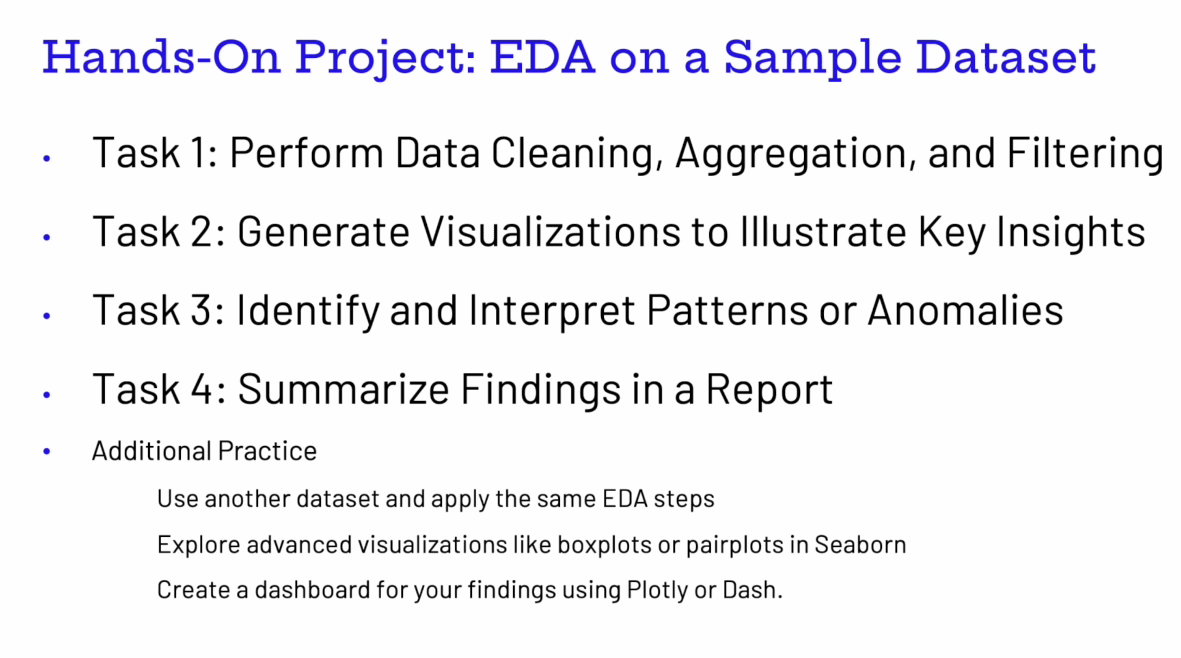 Hands-On Project: EDA on a Sample Dataset
• Task 1: Perform Data Cleaning, Aggregation, and Filtering
• Task 2: Generate Visualizations to Illustrate Key Insights
• Task 3: Identify and Interpret Patterns or Anomalies
• Task 4: Summarize Findings in a Report
• Additional Practice
Use another dataset and apply the same EDA steps
Explore advanced visualizations like boxplots or pairplots in Seaborn
Create a dashboard for your findings using Plotly or Dash.